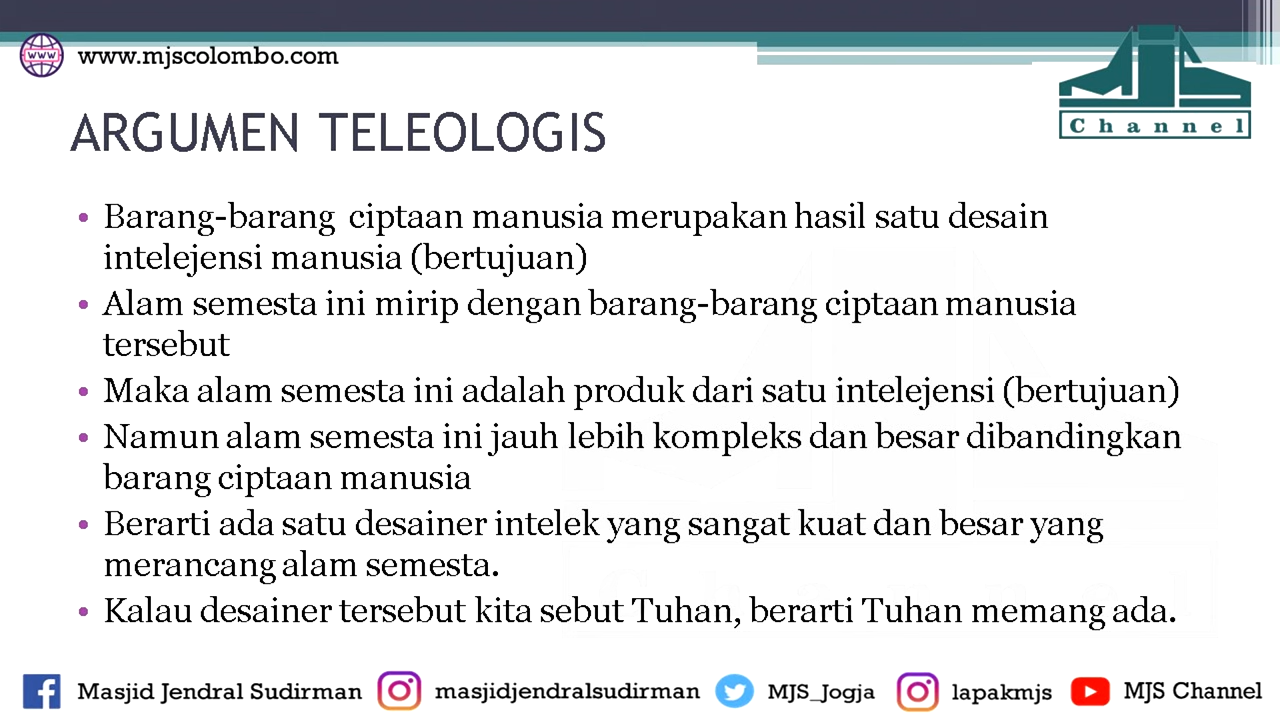 www.mjscolombo.com
MJS
Channel
ARGUMEN TELEOLOGIS
• Barang-barang ciptaan manusia merupakan hasil satu desain
intelejensi manusia (bertujuan)
• Alam semesta ini mirip dengan barang-barang ciptaan manusia
tersebut
• Maka alam semesta ini adalah produk dari satu intelejensi (bertujuan)
• Namun alam semesta ini jauh lebih kompleks dan besar dibandingkan
barang ciptaan manusia
• Berarti ada satu desainer intelek yang sangat kuat dan besar yang
merancang alam semesta.
• Kalau desainer tersebut kita sebut Tuhan, berarti Tuhan memang ada.
Masjid Jendral Sudirman masjidjendralsudirman MJS_Jogja lapakmjs MJS Channel